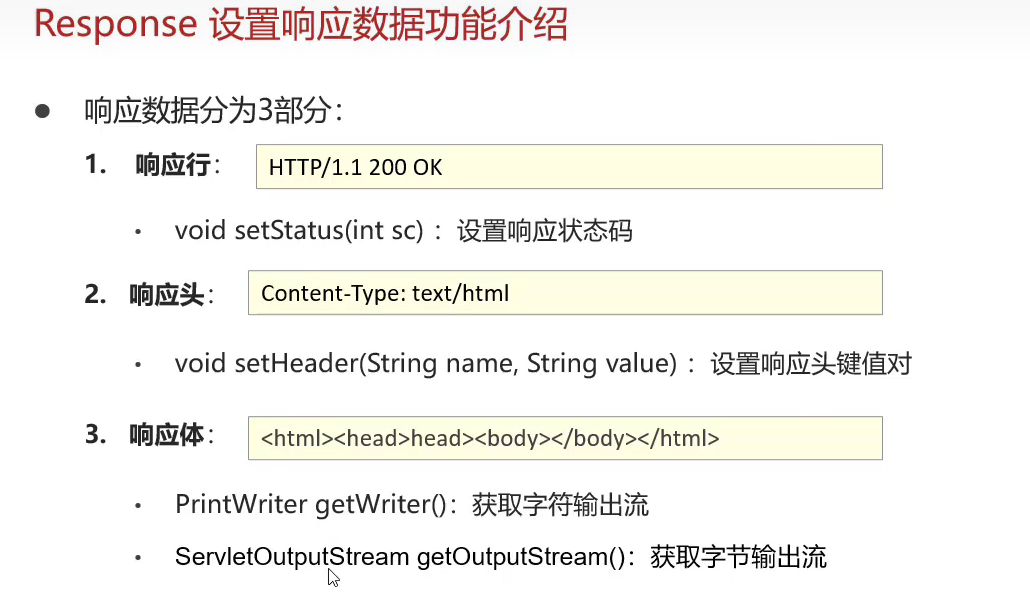 Response 设置响应数据功能介绍
● 响应数据分为3部分：
1. 响应行： HTTP/1.1 200 OK
• void setStatus(int sc) ：设置响应状态码
2. 响应头： Content-Type: text/html
• void setHeader(String name, String value) ：设置响应头键值对
3. 响应体： <html><head>head><body></body></html>
• PrintWriter getWriter()：获取字符输出流
• ServletOutputStream getOutputStream()：获取字节输出流